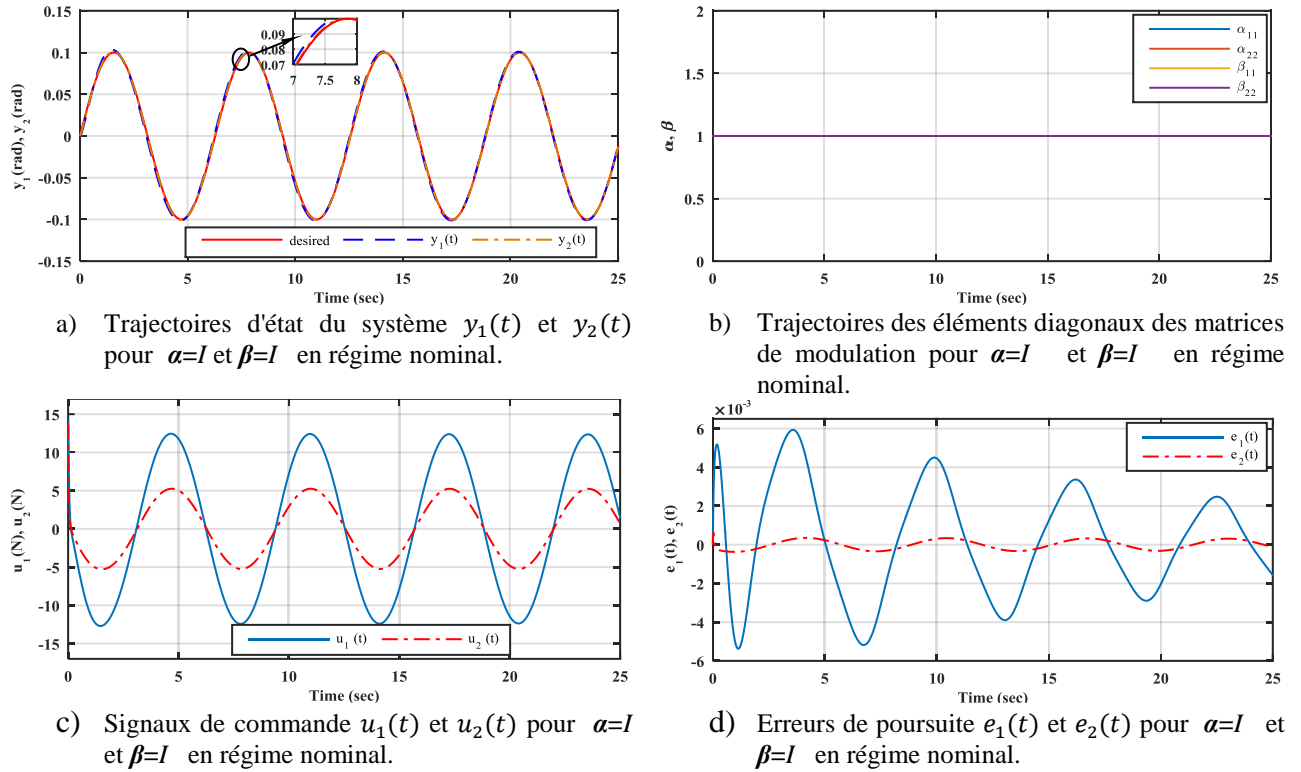 0.15
0.10
0.05
0
-0.05
-0.1
0.15
y₁(rad), y₂(rad)
0.09
0.08
0.07
7 7.5 8
desired y₁(t) y₂(t)
0 5 10 15 20 25
Time (sec)
a) Trajectoires d'état du système y₁(t) et y₂(t)
pour α=I et β=I en régime nominal.
2
1.5
1
0.5
0
α, β
α₁₁
α₂₂
β₁₁
β₂₂
0 5 10 15 20 25
Time (sec)
b) Trajectoires des éléments diagonaux des matrices
de modulation pour α=I et β=I en régime
nominal.
15
10
5
0
-5
-10
-15
u₁(N), u₂(N)
u₁ (t) u₂ (t)
0 5 10 15 20 25
Time (sec)
c) Signaux de commande u₁(t) et u₂(t) pour α=I
et β=I en régime nominal.
×10⁻³
6
4
2
0
-2
-4
-6
e₁(t), e₂(t)
e₁(t)
e₂(t)
0 5 10 15 20 25
Time (sec)
d) Erreurs de poursuite e₁(t) et e₂(t) pour α=I et
β=I en régime nominal.